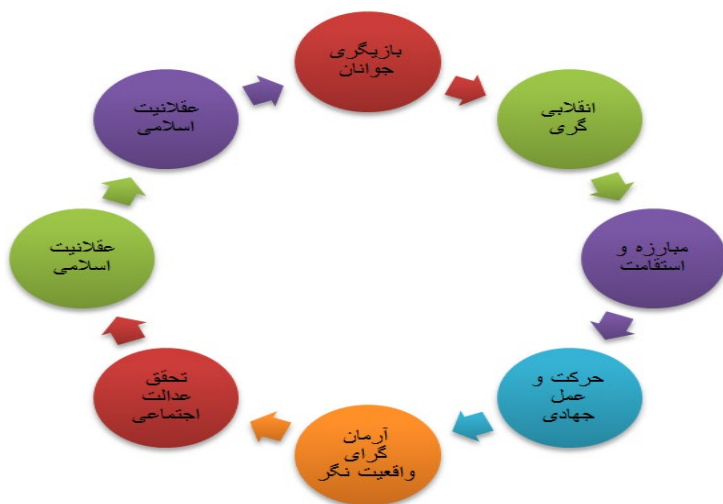 بازیگری
جوانان
انقلابی
گری
مبارزه و
استقامت
حرکت و
عمل
جهادی
آرمان
گرای
واقعیت نگر
تحقق
عدالت
اجتماعی
عقلانیت
اسلامی
عقلانیت
اسلامی